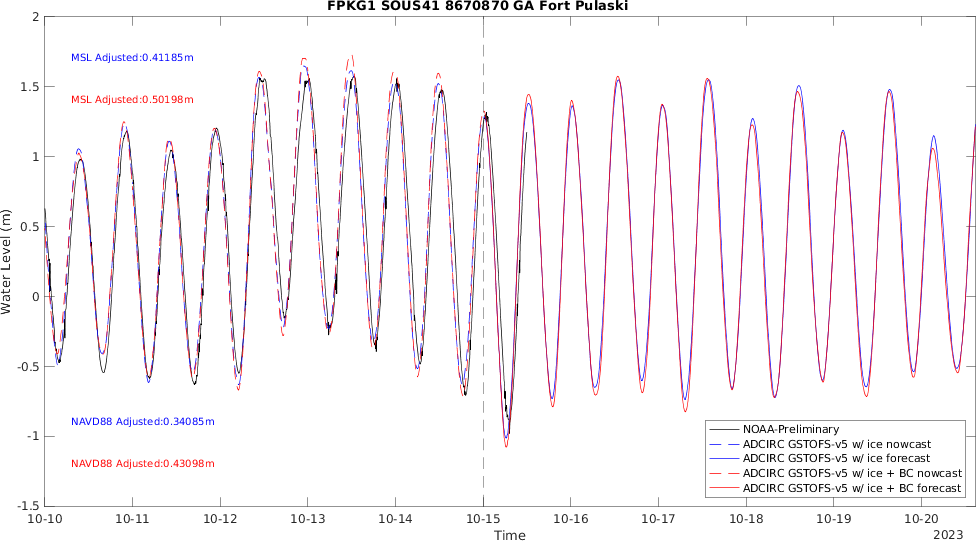 FPKG1 SOUS41 8670870 GA Fort Pulaski
2
1.5
1
0.5
0
-0.5
-1
-1.5
Water Level (m)
MSL Adjusted:0.41185m
MSL Adjusted:0.50198m
NAVD88 Adjusted:0.34085m
NAVD88 Adjusted:0.43098m
NOAA-Preliminary
ADCIRC GSTOFS-v5 w/ ice nowcast
ADCIRC GSTOFS-v5 w/ ice forecast
ADCIRC GSTOFS-v5 w/ ice + BC nowcast
ADCIRC GSTOFS-v5 w/ ice + BC forecast
10-10 10-11 10-12 10-13 10-14 10-15 10-16 10-17 10-18 10-19 10-20
Time
2023